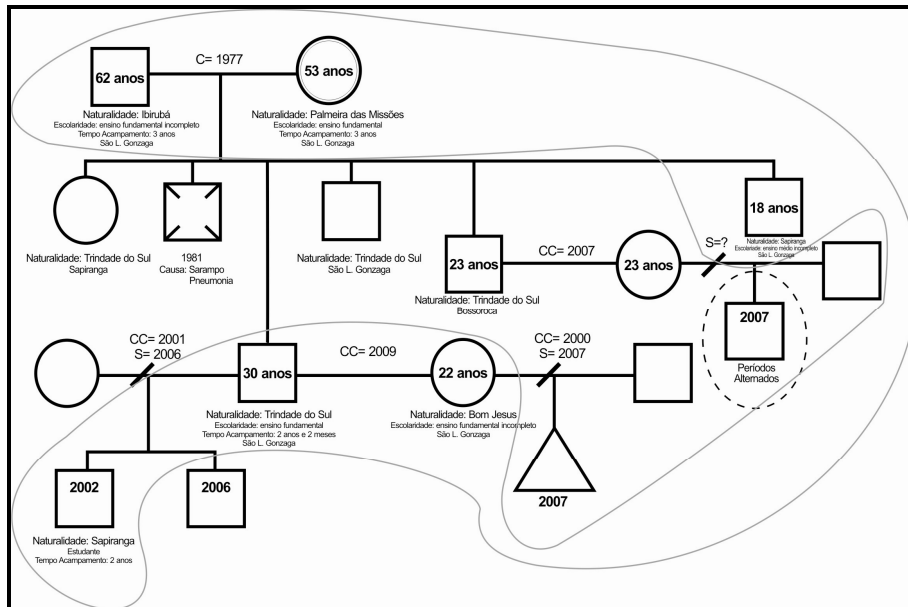 C= 1977
62 anos
53 anos
Naturalidade: Ibirubá
Escolaridade: ensino fundamental incompleto
Tempo Acampamento: 3 anos
São L. Gonzaga
Naturalidade: Palmeira das Missões
Escolaridade: ensino fundamental
Tempo Acampamento: 3 anos
São L. Gonzaga
Naturalidade: Trindade do Sul
Sapiranga
1981
Causa: Sarampo
Pneumonia
Naturalidade: Trindade do Sul
São L. Gonzaga
23 anos
Naturalidade: Trindade do Sul
Bossoroca
CC= 2007
23 anos
S=?
18 anos
Naturalidade: Sapiranga
Escolaridade: ensino médio incompleto
São L. Gonzaga
2007
Períodos
Alternados
CC= 2001
S= 2006
30 anos
Naturalidade: Trindade do Sul
Escolaridade: ensino fundamental
Tempo Acampamento: 2 anos e 2 meses
São L. Gonzaga
CC= 2009
22 anos
Naturalidade: Bom Jesus
Escolaridade: ensino fundamental incompleto
São L. Gonzaga
CC= 2000
S= 2007
2007
2002
Naturalidade: Sapiranga
Estudante
Tempo Acampamento: 2 anos
2006